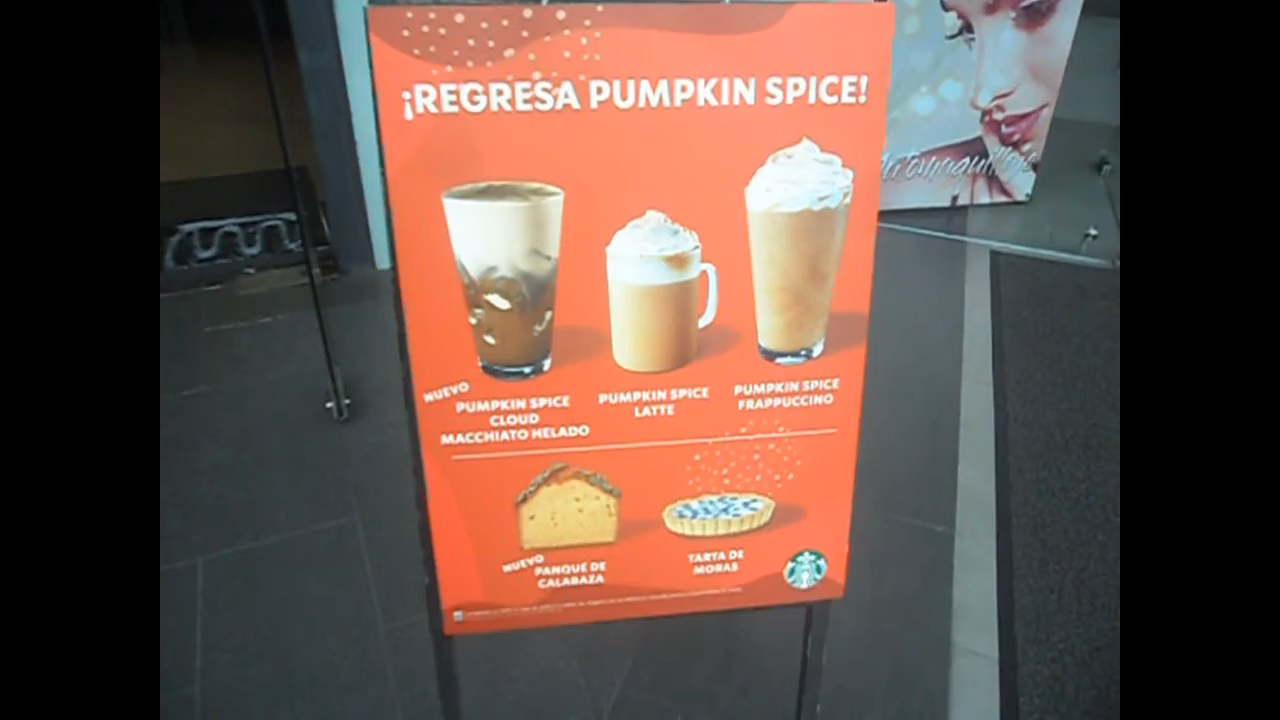 ¡REGRESA PUMPKIN SPICE!
NUEVO
PUMPKIN SPICE
CLOUD
MACCHIATO HELADO
PUMPKIN SPICE
LATTE
PUMPKIN SPICE
FRAPPUCCINO
NUEVO
PANQUÉ DE
CALABAZA
TARTA DE
MORAS